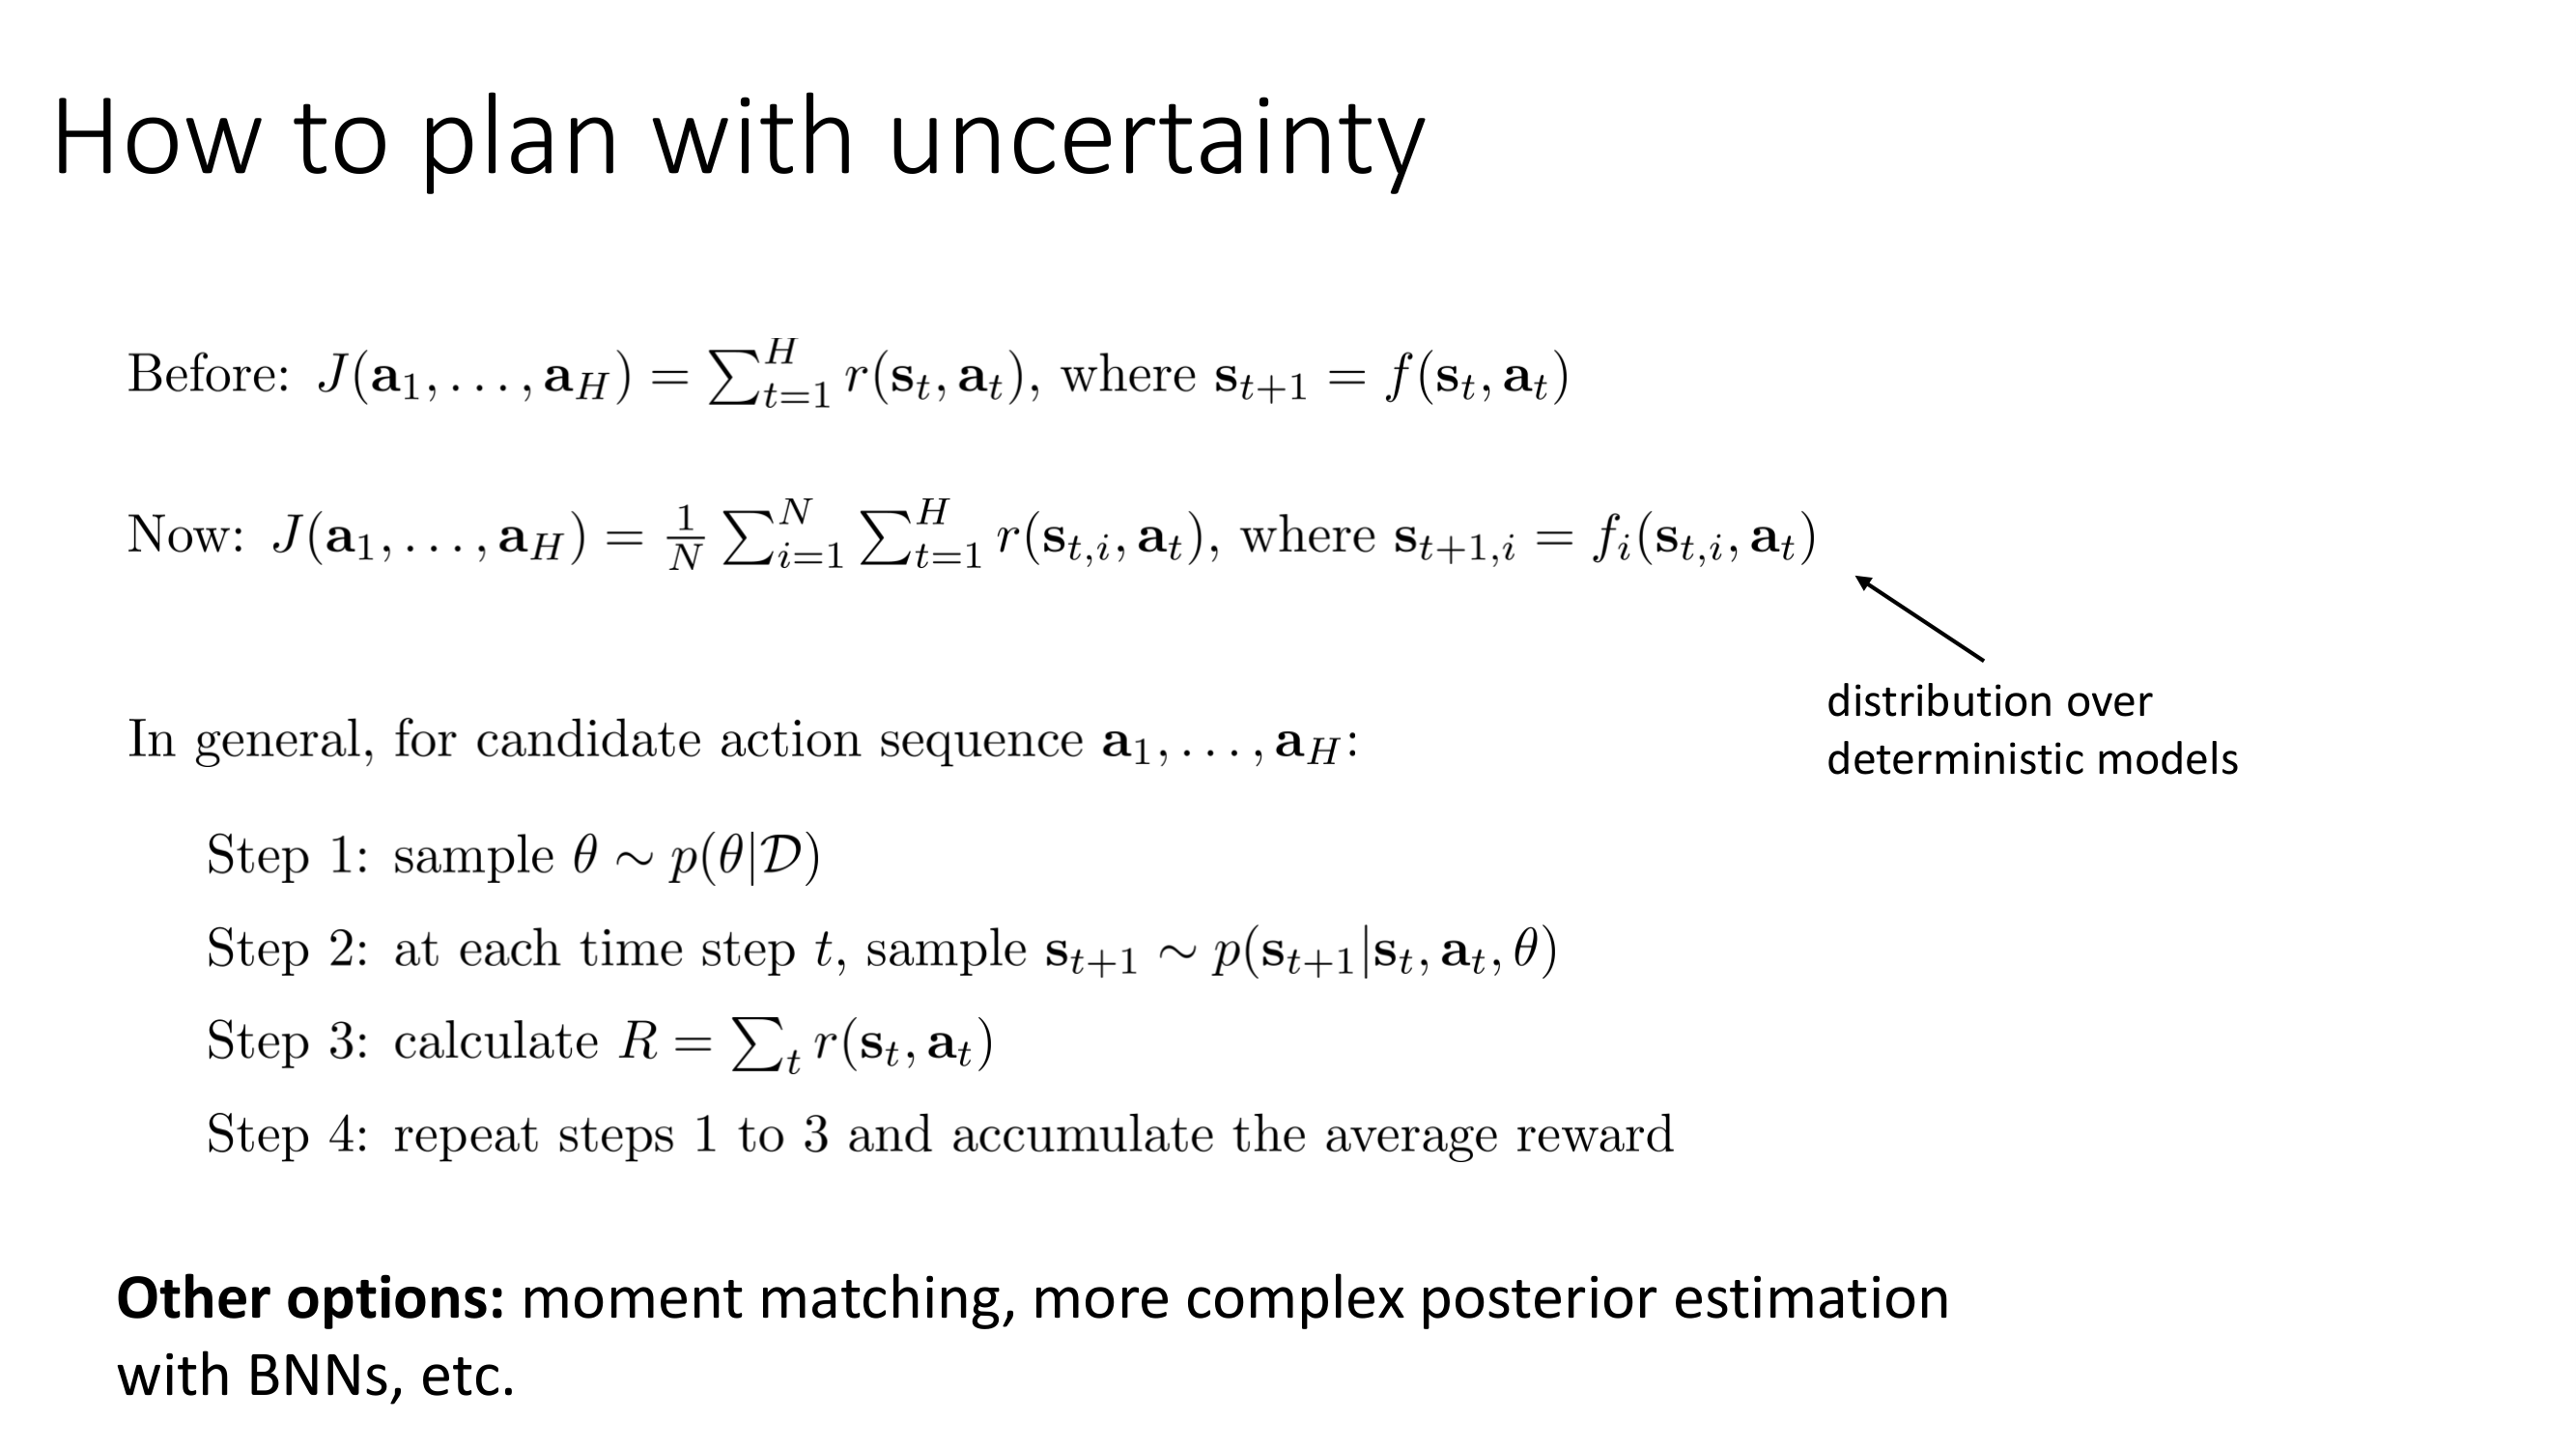 How to plan with uncertainty
Before: $J(\mathbf{a}_1, \ldots, \mathbf{a}_H) = \sum_{t=1}^{H} r(\mathbf{s}_t, \mathbf{a}_t)$, where $\mathbf{s}_{t+1} = f(\mathbf{s}_t, \mathbf{a}_t)$
Now: $J(\mathbf{a}_1, \ldots, \mathbf{a}_H) = \frac{1}{N} \sum_{i=1}^{N} \sum_{t=1}^{H} r(\mathbf{s}_{t,i}, \mathbf{a}_t)$, where $\mathbf{s}_{t+1,i} = f_i(\mathbf{s}_{t,i}, \mathbf{a}_t)$
distribution over
deterministic models
In general, for candidate action sequence $\mathbf{a}_1, \ldots, \mathbf{a}_H$:
Step 1: sample $\theta \sim p(\theta|\mathcal{D})$
Step 2: at each time step $t$, sample $\mathbf{s}_{t+1} \sim p(\mathbf{s}_{t+1}|\mathbf{s}_t, \mathbf{a}_t, \theta)$
Step 3: calculate $R = \sum_t r(\mathbf{s}_t, \mathbf{a}_t)$
Step 4: repeat steps 1 to 3 and accumulate the average reward
Other options: moment matching, more complex posterior estimation
with BNNs, etc.